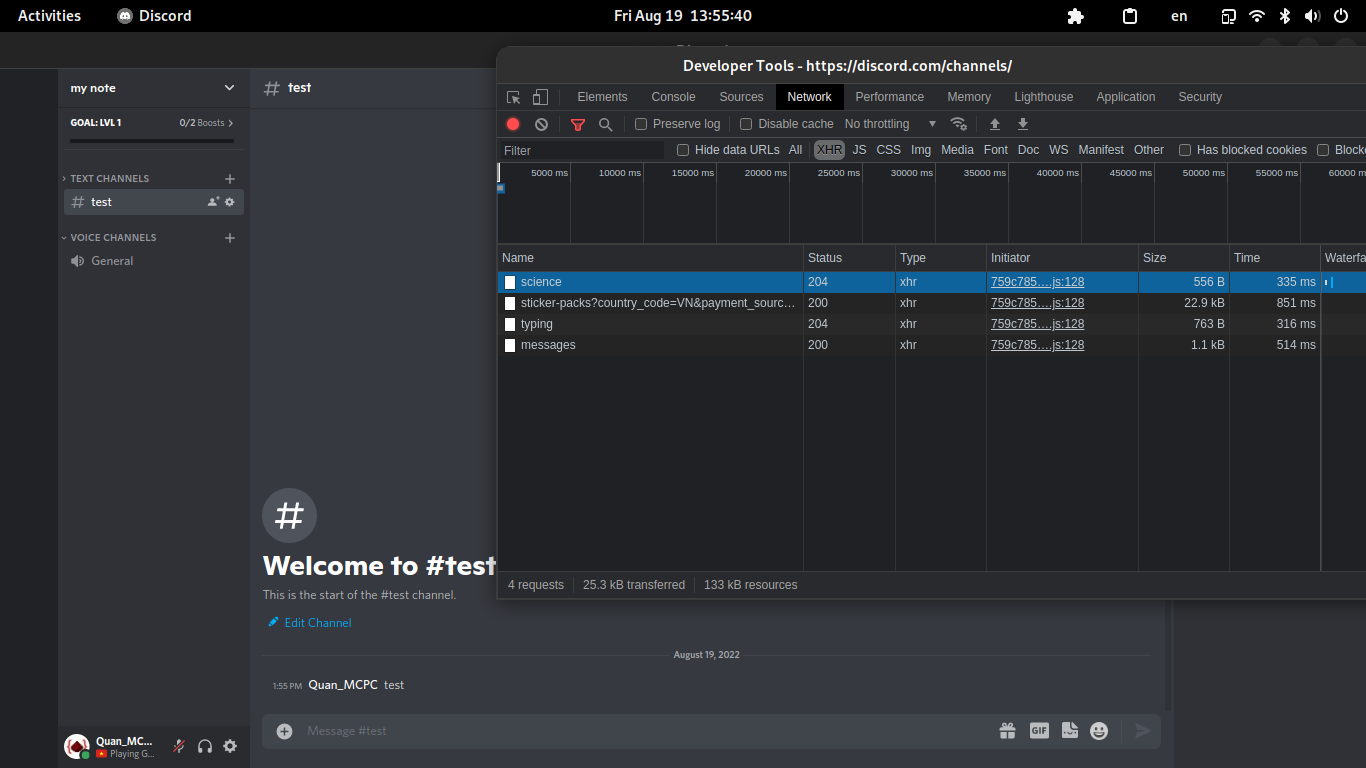 Activities Discord Fri Aug 19 13:55:40 en
Developer Tools - https://discord.com/channels/
Elements Console Sources Network Performance Memory Lighthouse Application Security
Preserve log Disable cache No throttling
Filter Hide data URLs All XHR JS CSS Img Media Font Doc WS Manifest Other Has blocked cookies Blocke
5000 ms 10000 ms 15000 ms 20000 ms 25000 ms 30000 ms 35000 ms 40000 ms 45000 ms 50000 ms 55000 ms 60000 m
Name Status Type Initiator Size Time Waterfa
science 204 xhr 759c785....js:128 556 B 335 ms
sticker-packs?country_code=VN&payment_sourc... 200 xhr 759c785....js:128 22.9 kB 851 ms
typing 204 xhr 759c785....js:128 763 B 316 ms
messages 200 xhr 759c785....js:128 1.1 kB 514 ms
4 requests 25.3 kB transferred 133 kB resources
my note
GOAL: LVL 1 0/2 Boosts >
TEXT CHANNELS
# test
VOICE CHANNELS
General
# test
#
Welcome to #test
This is the start of the #test channel.
Edit Channel
August 19, 2022
1:55 PM Quan_MCPC test
Message #test
GIF
Quan_MC...
Playing G...